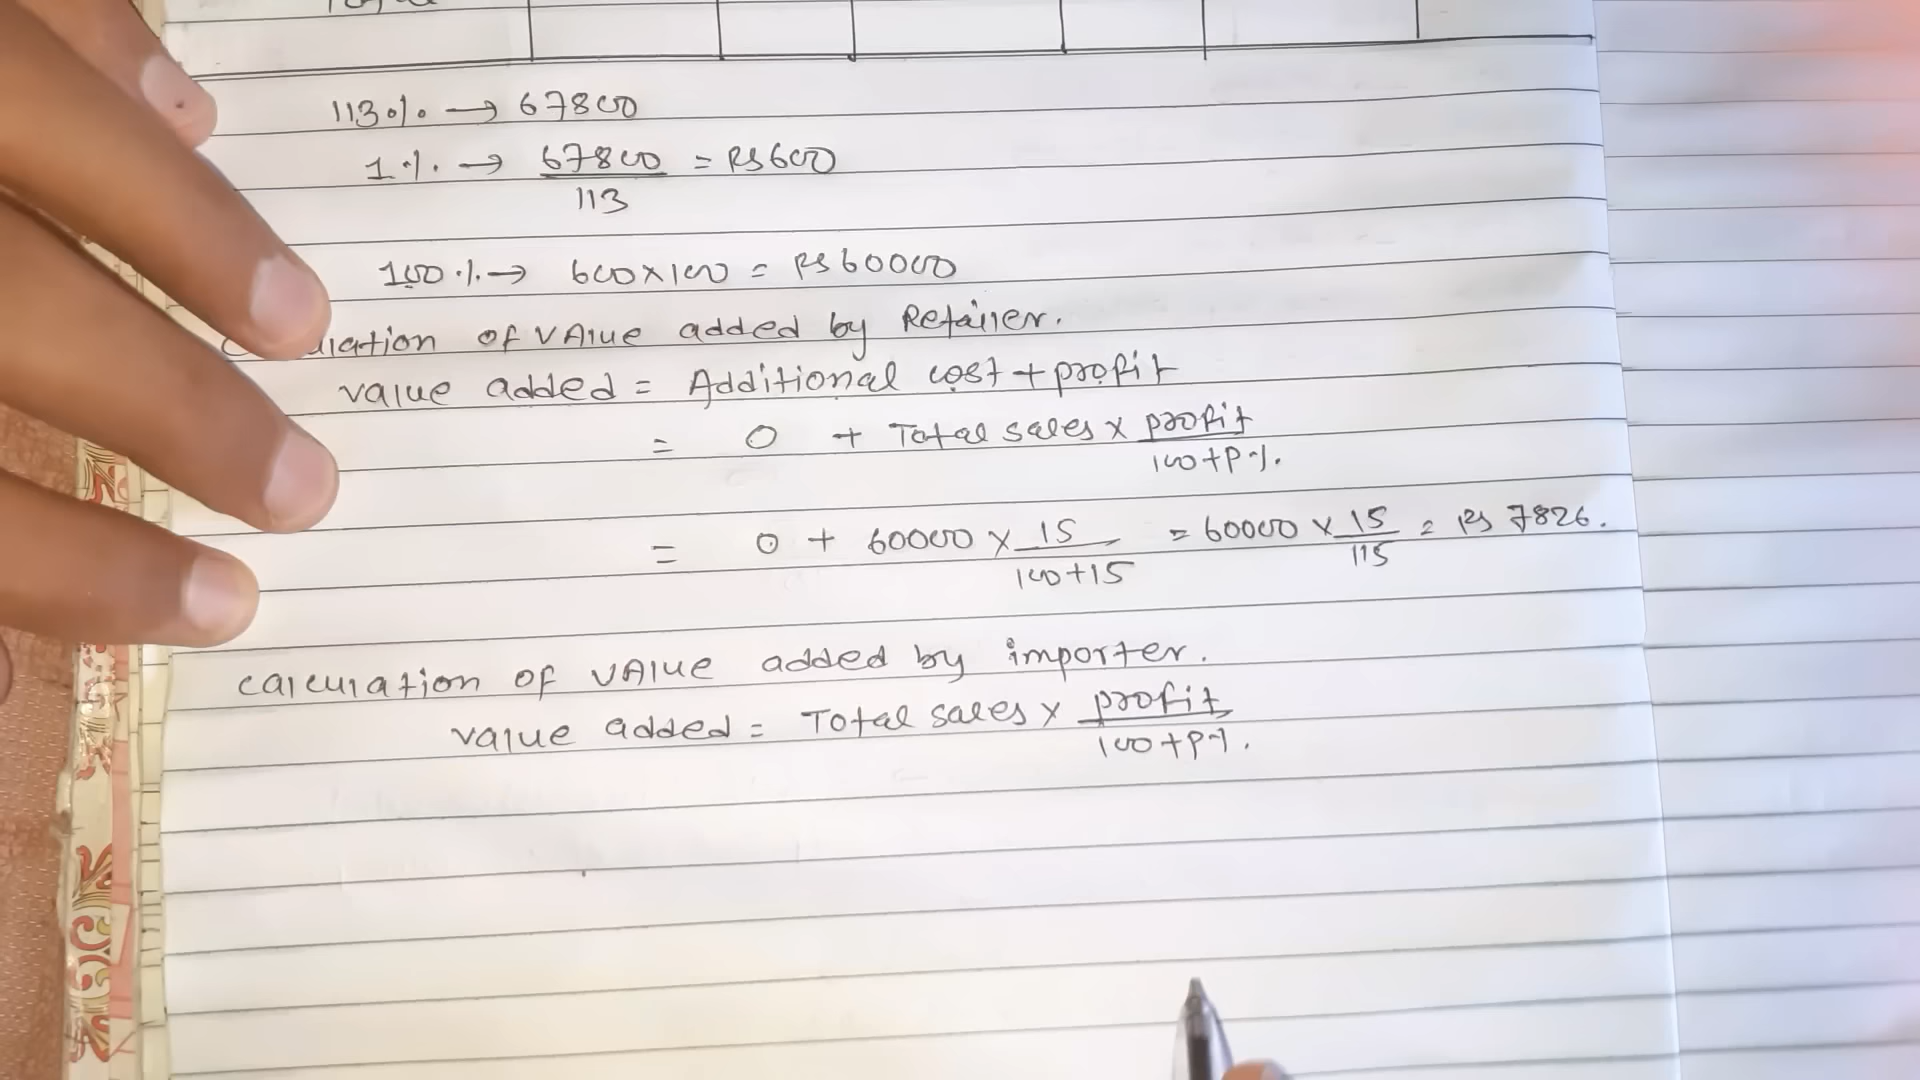 113% → 67800
1% → 67800 = Rs 600
113
100% → 600 × 100 = Rs 60000
of value added by Retailer.
value added = Additional cost + profit
= 0 + Total sales × profit
100+P%.
= 0 + 60000 × 15 = 60000 × 15 = Rs 7826.
100+15 115
calculation of value added by importer.
value added = Total sales × profit
100+P%.